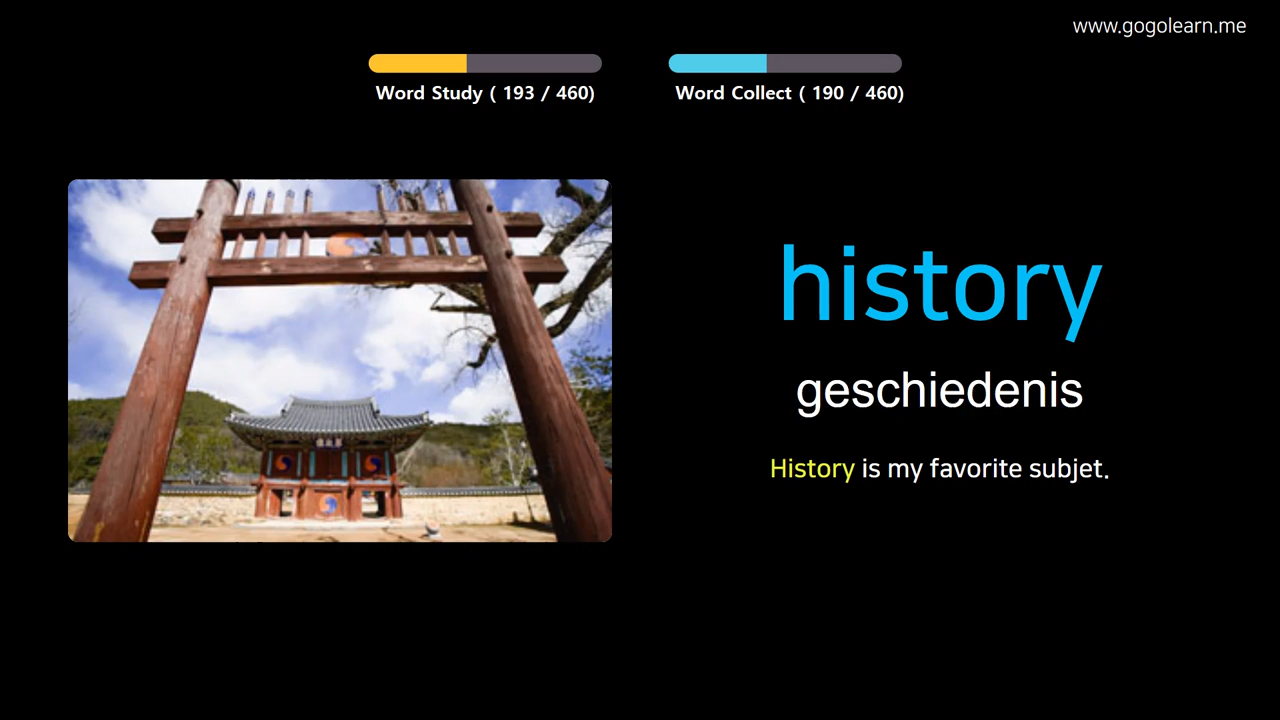 www.gogolearn.me
Word Study ( 193 / 460)
Word Collect ( 190 / 460)
history
geschiedenis
History is my favorite subjet.